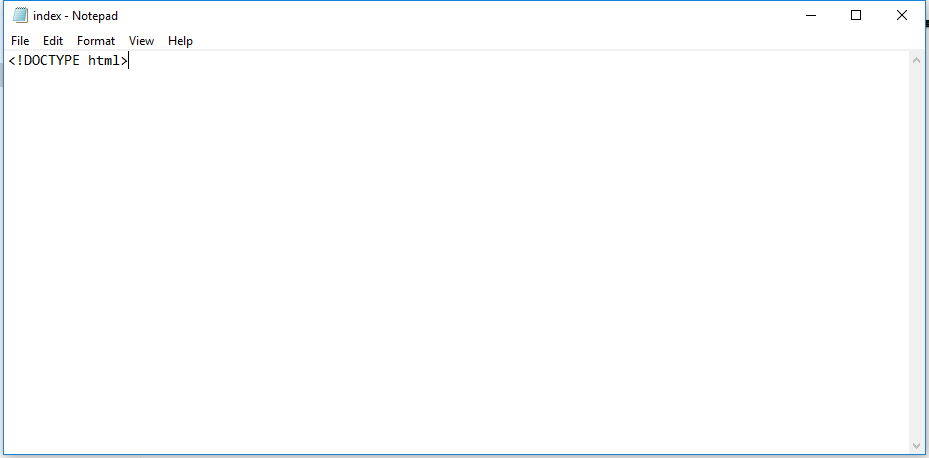 index - Notepad
File Edit Format View Help
<!DOCTYPE html>